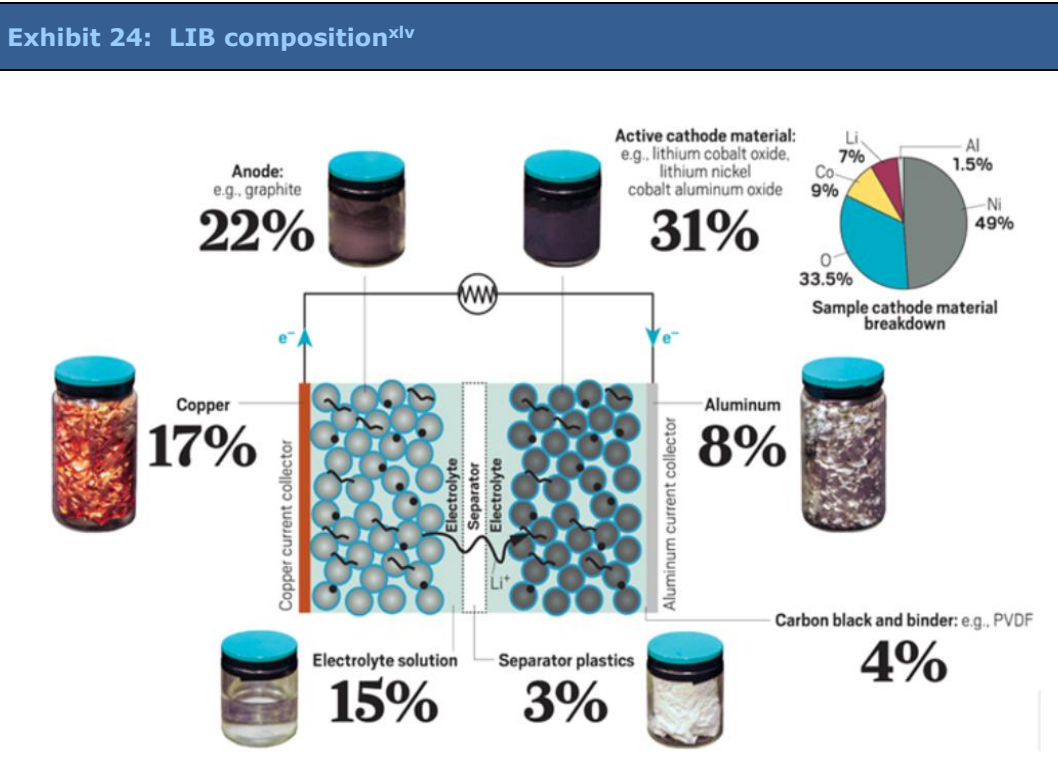 Exhibit 24: LIB compositionxlv
Anode:
e.g., graphite
22%
Active cathode material:
e.g., lithium cobalt oxide,
lithium nickel
cobalt aluminum oxide
31%
Li
7%
Al
1.5%
Co
9%
Ni
49%
O
33.5%
Sample cathode material
breakdown
e−
e−
Copper
17%
Copper current collector
Electrolyte
Separator
Electrolyte
Li+
Aluminum current collector
Aluminum
8%
Electrolyte solution
15%
Separator plastics
3%
Carbon black and binder: e.g., PVDF
4%